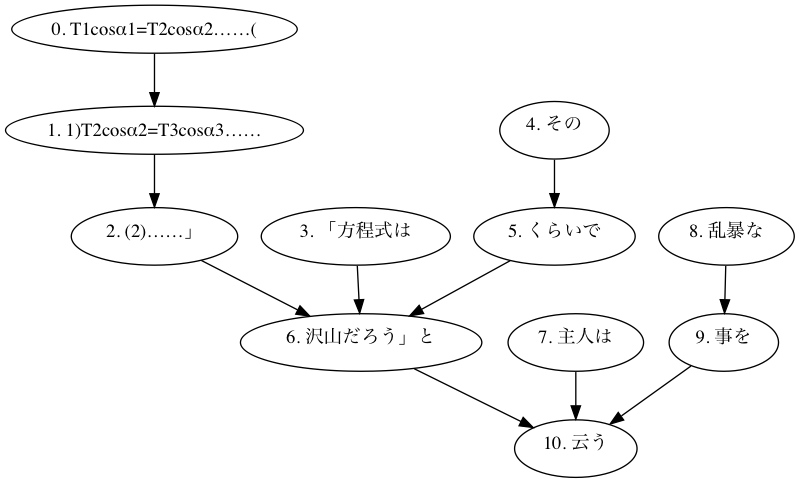 0. T1cosα1=T2cosα2……(
1. 1)T2cosα2=T3cosα3……
4. その
2. (2)……」
3. 「方程式は
5. くらいで
8. 乱暴な
6. 沢山だろう」と
7. 主人は
9. 事を
10. 云う